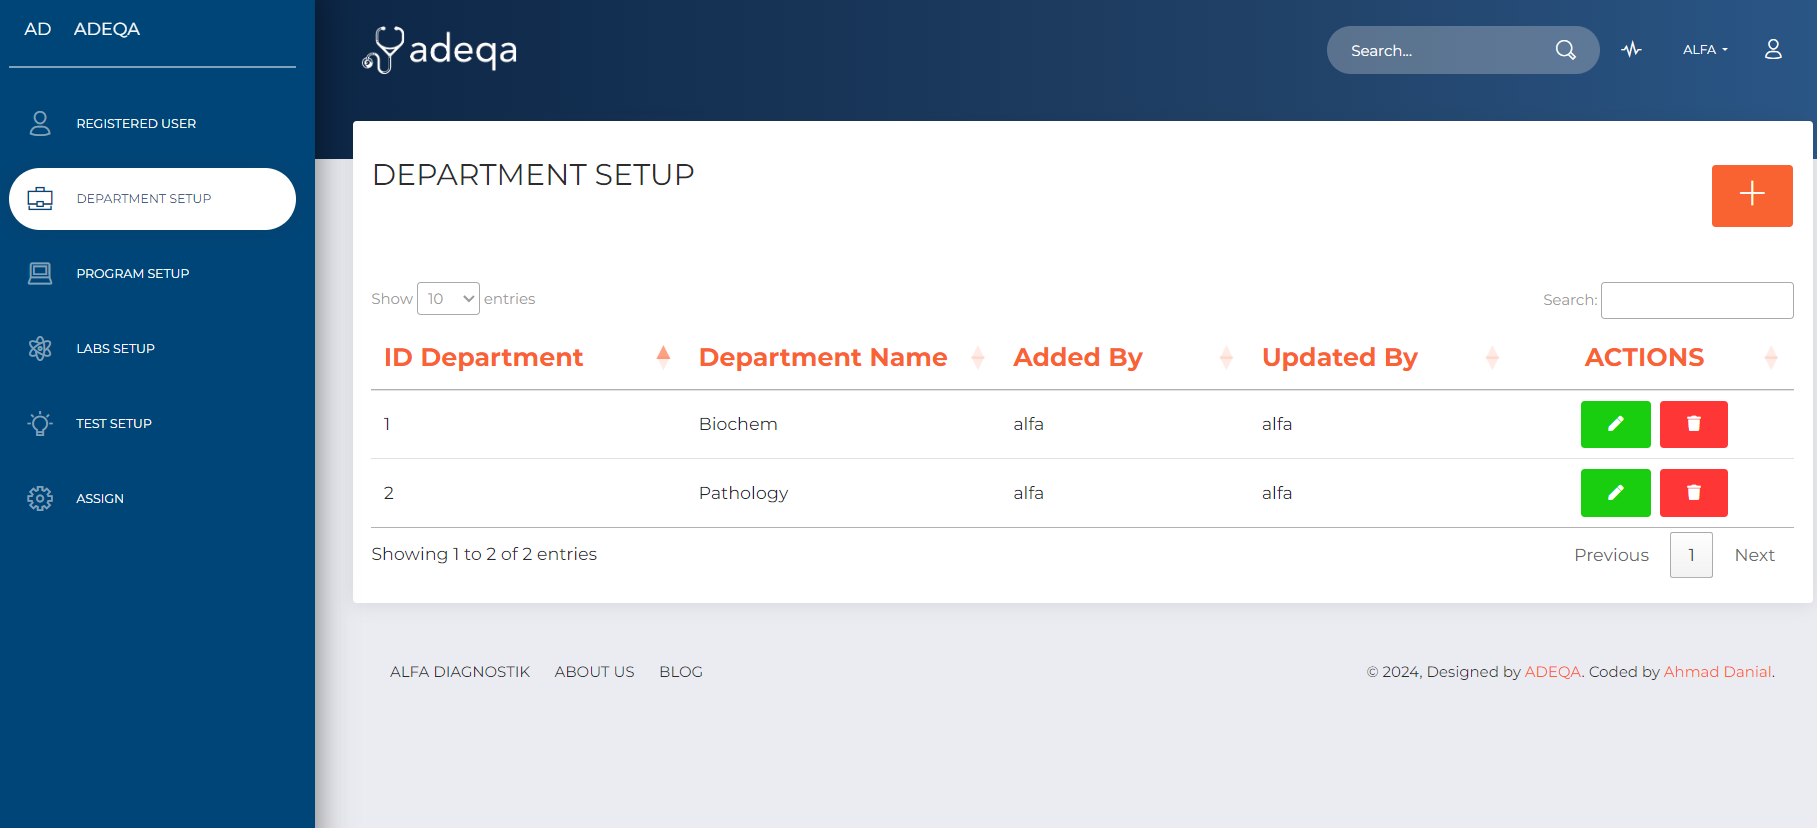 AD ADEQA
REGISTERED USER
DEPARTMENT SETUP
PROGRAM SETUP
LABS SETUP
TEST SETUP
ASSIGN
adeqa
Search...
ALFA
DEPARTMENT SETUP
Show 10 entries
Search:
ID Department Department Name Added By Updated By ACTIONS
1 Biochem alfa alfa
2 Pathology alfa alfa
Showing 1 to 2 of 2 entries
Previous 1 Next
ALFA DIAGNOSTIK ABOUT US BLOG
© 2024, Designed by ADEQA. Coded by Ahmad Danial.